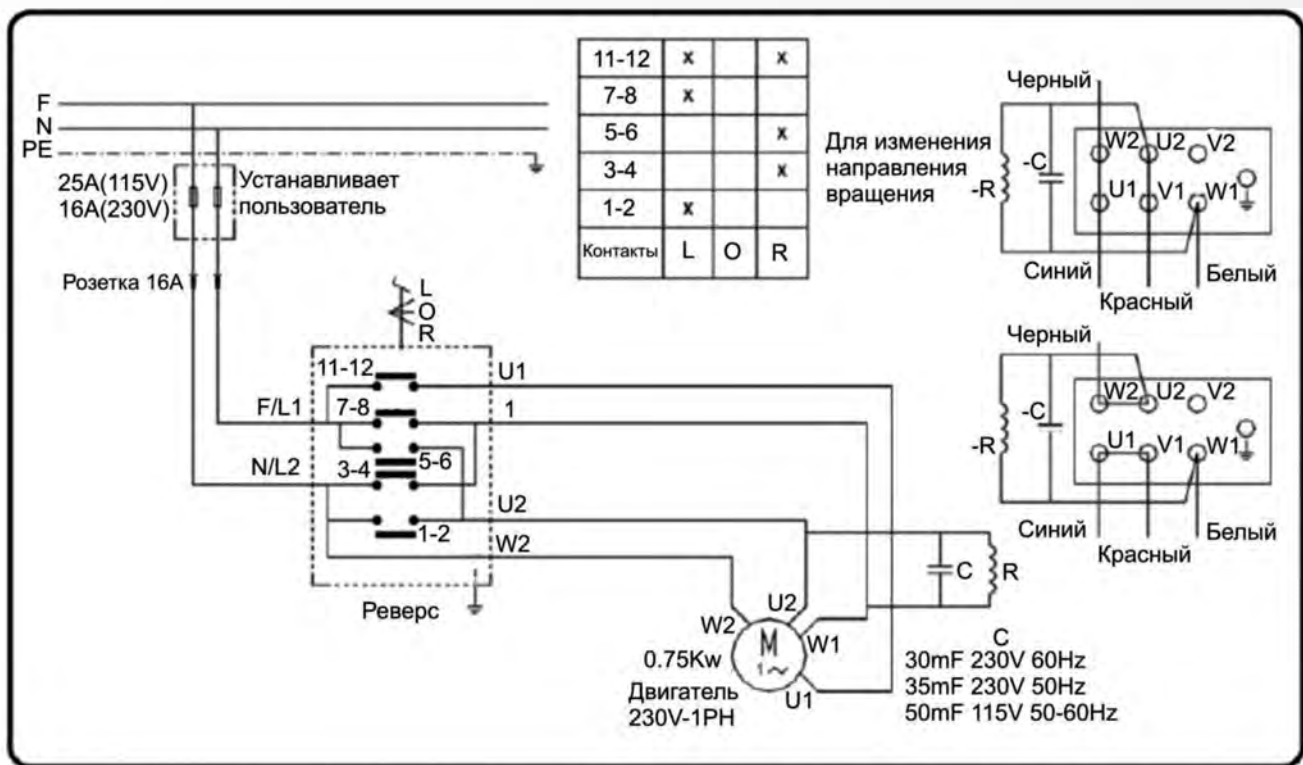 F
N
PE
25A(115V)
16A(230V)
Устанавливает
пользователь
Розетка 16A
11-12 x x
7-8 x
5-6 x
3-4 x
1-2 x
Контакты L O R
L
O
R
11-12
U1
F/L1
7-8
1
N/L2
3-4
5-6
U2
1-2
W2
Реверс
W2
U2
W1
U1
M
1~
0.75Kw
Двигатель
230V-1PH
C
R
C
30mF 230V 60Hz
35mF 230V 50Hz
50mF 115V 50-60Hz
Для изменения
направления
вращения
Черный
-R
-C
W2 U2 V2
U1 V1 W1
Синий
Красный
Белый
Черный
-R
-C
W2 U2 V2
U1 V1 W1
Синий
Красный
Белый